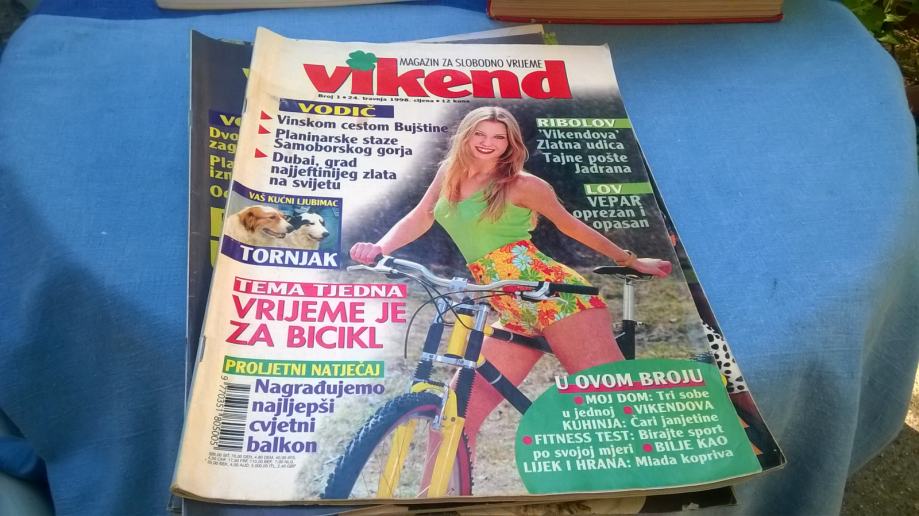 MAGAZIN ZA SLOBODNO VRIJEME
vikend
Broj 1 • 24. travnja 1998. cijena • 12 kuna
VODIČ
Vinskom cestom Bujštine
Planinarske staze
Samoborskog gorja
Dubai, grad
najjeftinijeg zlata
na svijetu
VAŠ KUĆNI LJUBIMAC
TORNJAK
TEMA TJEDNA
VRIJEME JE
ZA BICIKL
PROLJETNI NATJEČAJ
Nagrađujemo
najljepši
cvjetni
balkon
RIBOLOV
'Vikendova'
Zlatna udica
Tajne pošte
Jadrana
LOV
VEPAR
oprezan i
opasan
U OVOM BROJU
• MOJ DOM: Tri sobe
u jednoj • VIKENDOVA
KUHINJA: Čari janjetine
• FITNESS TEST: Birajte sport
po svojoj mjeri • BILJE KAO
LIJEK I HRANA: Mlada kopriva